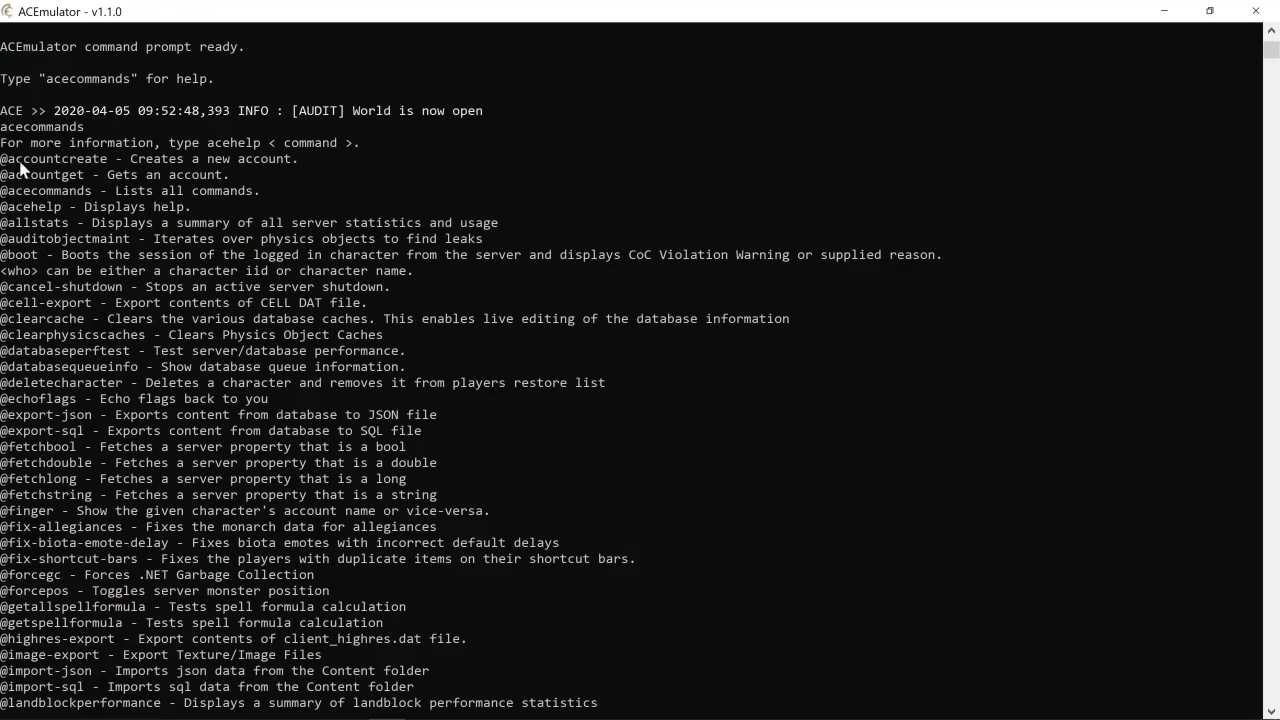 ACEmulator - v1.1.0
ACEmulator command prompt ready.
Type "acecommands" for help.
ACE >> 2020-04-05 09:52:48,393 INFO : [AUDIT] World is now open
acecommands
For more information, type acehelp < command >.
@accountcreate - Creates a new account.
@accountget - Gets an account.
@acecommands - Lists all commands.
@acehelp - Displays help.
@allstats - Displays a summary of all server statistics and usage
@auditobjectmaint - Iterates over physics objects to find leaks
@boot - Boots the session of the logged in character from the server and displays CoC Violation Warning or supplied reason.
<who> can be either a character iid or character name.
@cancel-shutdown - Stops an active server shutdown.
@cell-export - Export contents of CELL DAT file.
@clearcache - Clears the various database caches. This enables live editing of the database information
@clearphysicscaches - Clears Physics Object Caches
@databaseperftest - Test server/database performance.
@databasequeueinfo - Show database queue information.
@deletecharacter - Deletes a character and removes it from players restore list
@echoflags - Echo flags back to you
@export-json - Exports content from database to JSON file
@export-sql - Exports content from database to SQL file
@fetchbool - Fetches a server property that is a bool
@fetchdouble - Fetches a server property that is a double
@fetchlong - Fetches a server property that is a long
@fetchstring - Fetches a server property that is a string
@finger - Show the given character's account name or vice-versa.
@fix-allegiances - Fixes the monarch data for allegiances
@fix-biota-emote-delay - Fixes biota emotes with incorrect default delays
@fix-shortcut-bars - Fixes the players with duplicate items on their shortcut bars.
@forcegc - Forces .NET Garbage Collection
@forcepos - Toggles server monster position
@getallspellformula - Tests spell formula calculation
@getspellformula - Tests spell formula calculation
@highres-export - Export contents of client_highres.dat file.
@image-export - Export Texture/Image Files
@import-json - Imports json data from the Content folder
@import-sql - Imports sql data from the Content folder
@landblockperformance - Displays a summary of landblock performance statistics